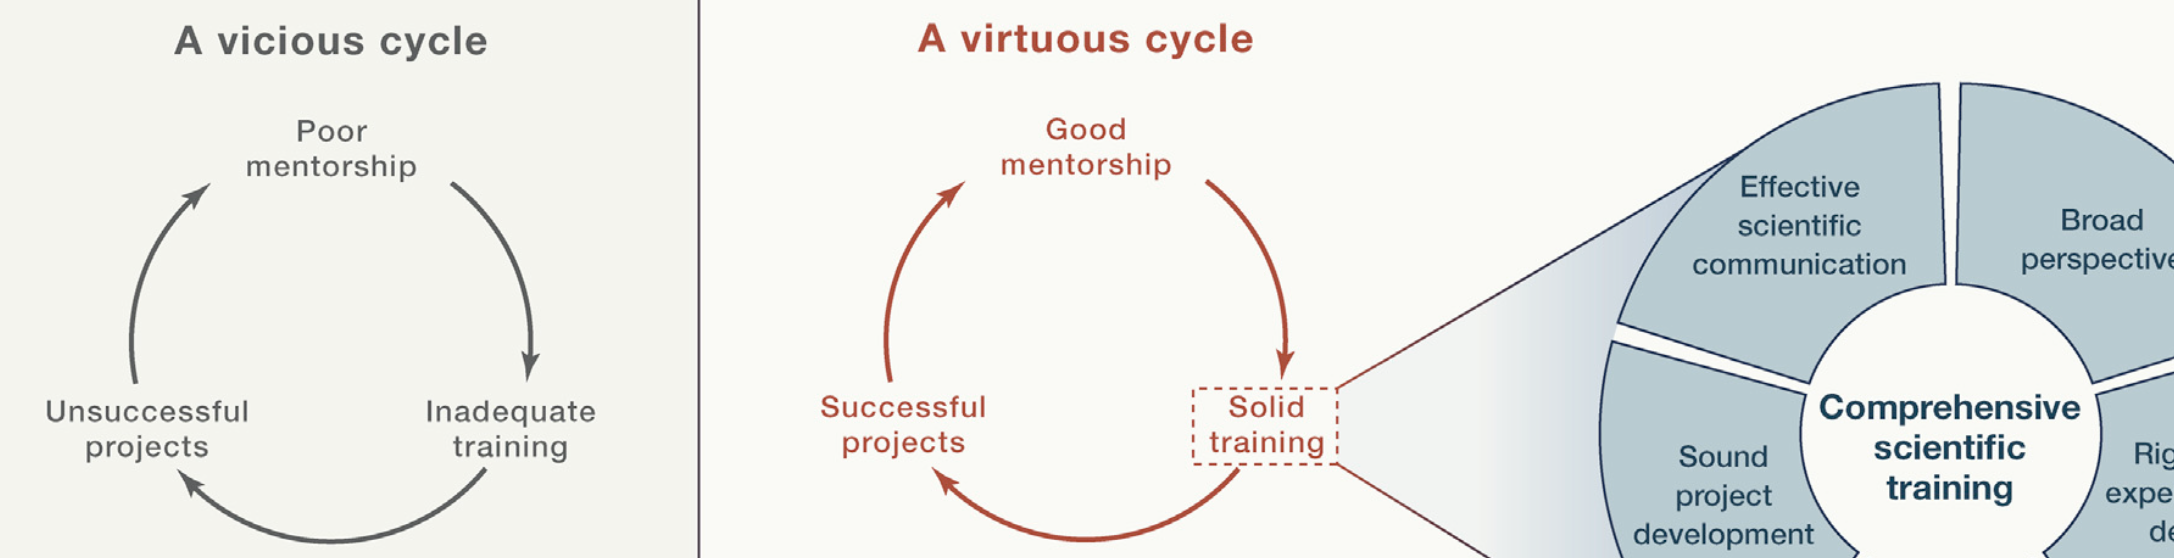 A vicious cycle
Poor
mentorship
Unsuccessful
projects
Inadequate
training
A virtuous cycle
Good
mentorship
Successful
projects
Solid
training
Effective
scientific
communication
Broad
perspective
Sound
project
development
Comprehensive
scientific
training